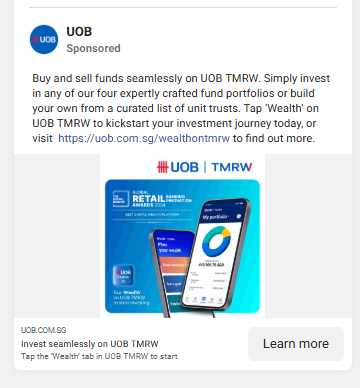 UOB
Sponsored
Buy and sell funds seamlessly on UOB TMRW. Simply invest
in any of our four expertly crafted fund portfolios or build
your own from a curated list of unit trusts. Tap ‘Wealth’ on
UOB TMRW to kickstart your investment journey today, or
visit https://uob.com.sg/wealthontmrw to find out more.
UOB | TMRW
GLOBAL
RETAIL BANKING
INNOVATION
AWARDS 2024
BEST DIGITAL WEALTH PLATFORM
My portfolio
Plan
your wealth
UOB
Tap ‘Wealth’
on UOB TMRW
to start investing
UOB.COM.SG
Invest seamlessly on UOB TMRW
Tap the ‘Wealth’ tab in UOB TMRW to start
Learn more